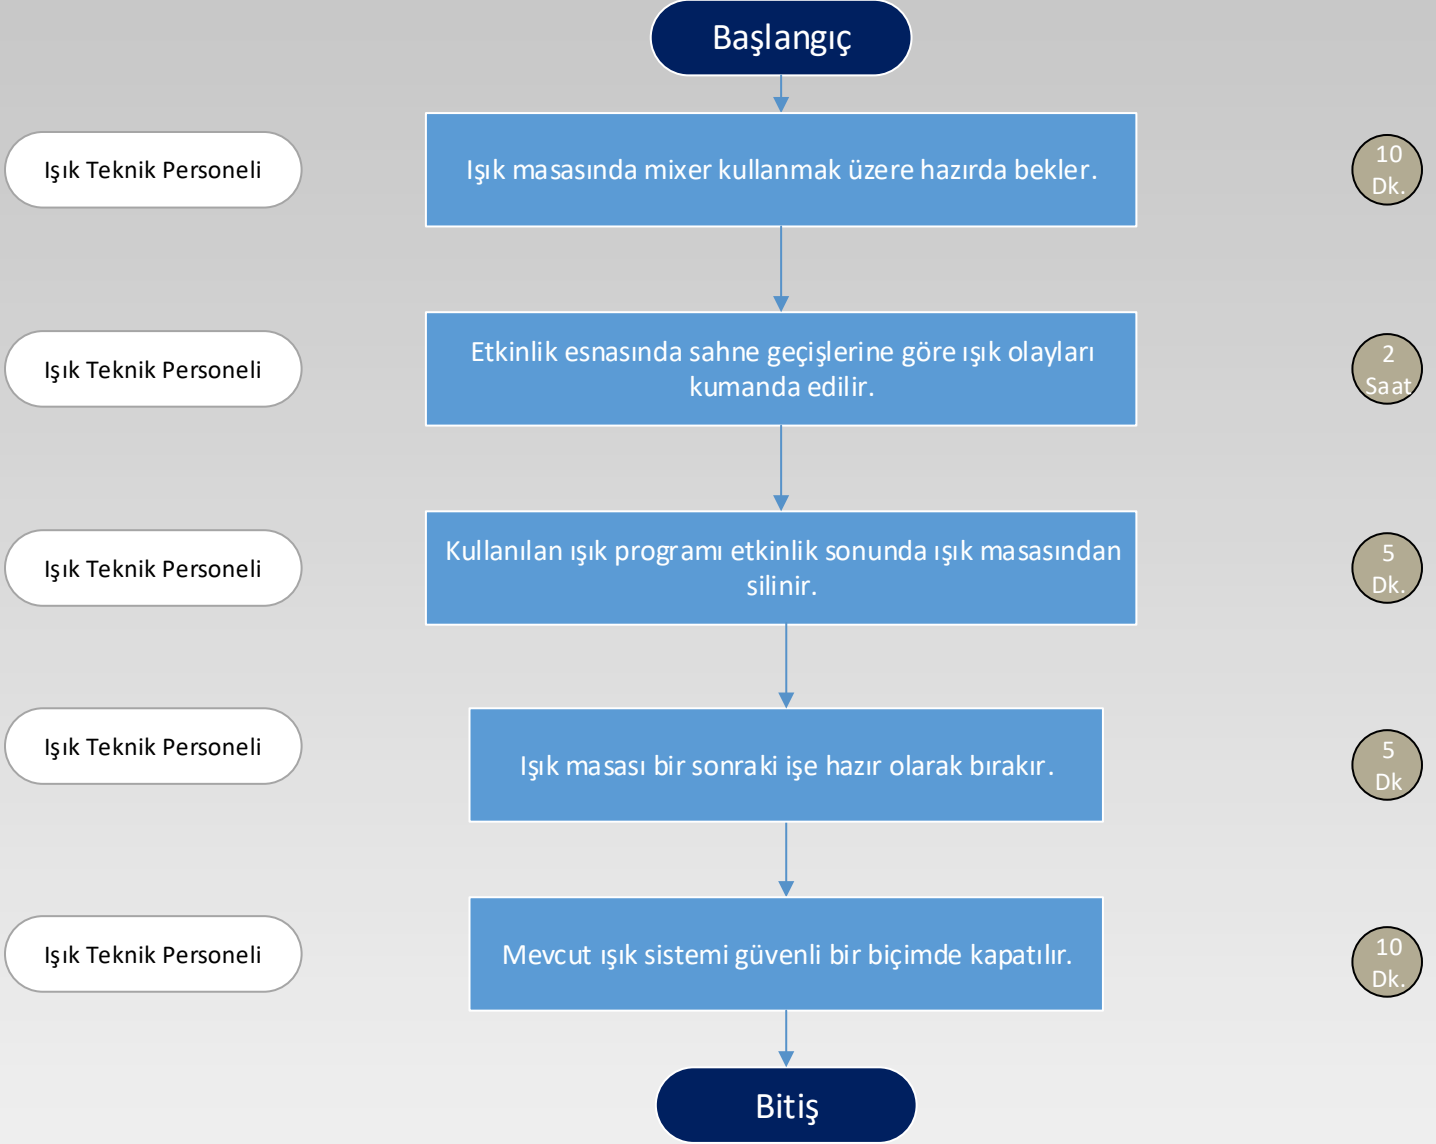 Başlangıç
Işık Teknik Personeli
Işık masasında mixer kullanmak üzere hazırda bekler.
10
Dk.
Işık Teknik Personeli
Etkinlik esnasında sahne geçişlerine göre ışık olayları
kumanda edilir.
2
Saat
Işık Teknik Personeli
Kullanılan ışık programı etkinlik sonunda ışık masasından
silinir.
5
Dk.
Işık Teknik Personeli
Işık masası bir sonraki işe hazır olarak bırakır.
5
Dk
Işık Teknik Personeli
Mevcut ışık sistemi güvenli bir biçimde kapatılır.
10
Dk.
Bitiş